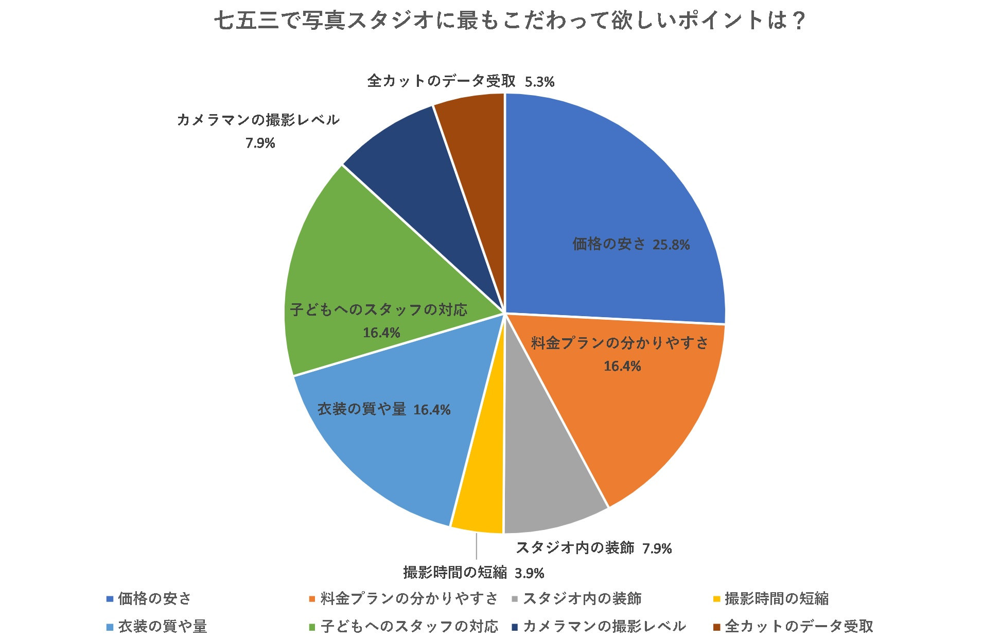 七五三で写真スタジオに最もこだわって欲しいポイントは？
全カットのデータ受取 5.3%
カメラマンの撮影レベル
7.9%
価格の安さ 25.8%
子どもへのスタッフの対応
16.4%
料金プランの分かりやすさ
16.4%
衣装の質や量 16.4%
スタジオ内の装飾 7.9%
撮影時間の短縮 3.9%
価格の安さ 料金プランの分かりやすさ スタジオ内の装飾 撮影時間の短縮
衣装の質や量 子どもへのスタッフの対応 カメラマンの撮影レベル 全カットのデータ受取